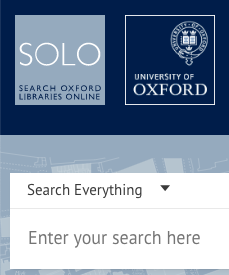 SOLO
SEARCH OXFORD
LIBRARIES ONLINE
UNIVERSITY OF
OXFORD
Search Everything
Enter your search here